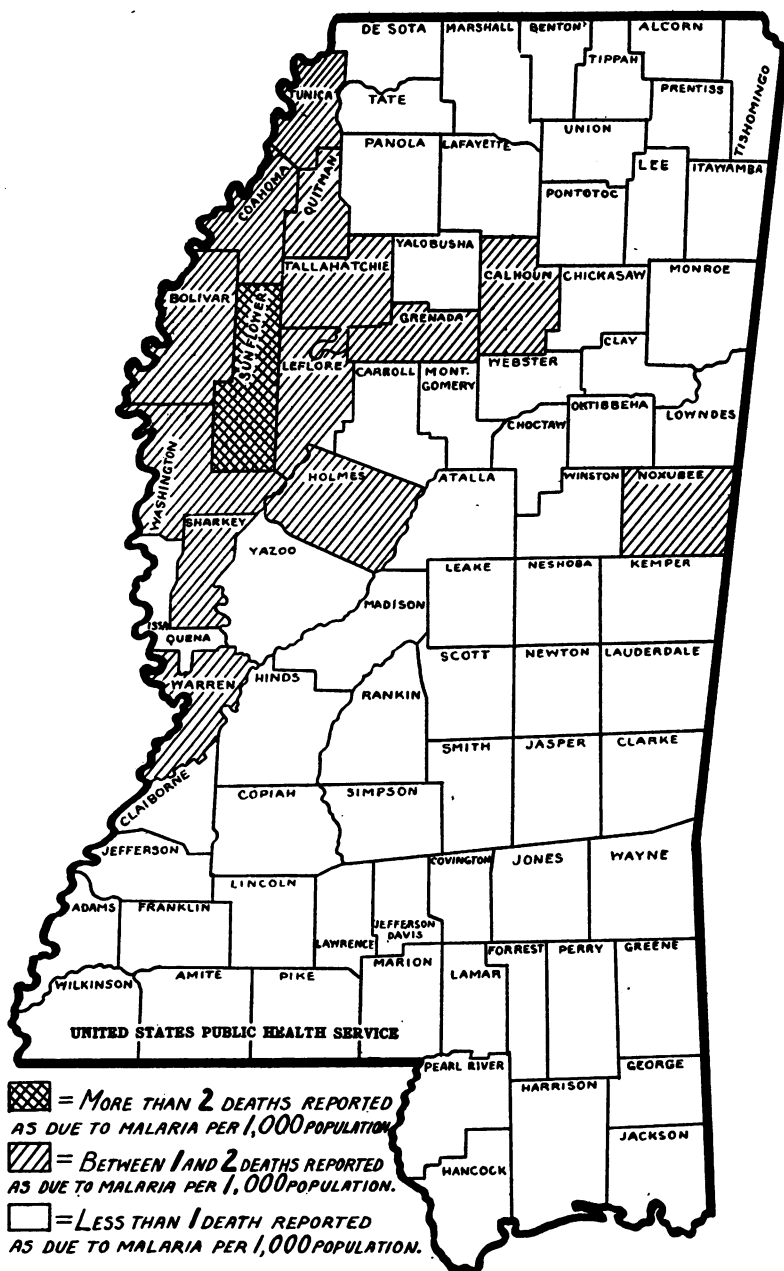 DE SOTA
MARSHALL
BENTON
ALCORN
TIPPAH
TUNICA
TATE
PRENTISS
TISHOMINGO
UNION
PANOLA
LAFAYETTE
LEE
ITAWAMBA
COAHOMA
QUITMAN
PONTOTOC
YALOBUSHA
TALLAHATCHIE
CALHOUN
CHICKASAW
MONROE
BOLIVAR
SUNFLOWER
GRENADA
CLAY
LEFLORE
CARROLL
MONT-
GOMERY
WEBSTER
OKTIBBEHA
LOWNDES
CHOCTAW
WASHINGTON
HOLMES
ATALLA
WINSTON
NOXUBEE
SHARKEY
YAZOO
LEAKE
NESHOBA
KEMPER
MADISON
ISSA
QUENA
SCOTT
NEWTON
LAUDERDALE
WARREN
HINDS
RANKIN
SMITH
JASPER
CLARKE
CLAIBORNE
COPIAH
SIMPSON
JEFFERSON
COVINGTON
JONES
WAYNE
LINCOLN
ADAMS
FRANKLIN
JEFFERSON
DAVIS
LAWRENCE
MARION
FORREST
PERRY
GREENE
WILKINSON
AMITE
PIKE
LAMAR
UNITED STATES PUBLIC HEALTH SERVICE
PEARL RIVER
GEORGE
HARRISON
JACKSON
HANCOCK
= MORE THAN 2 DEATHS REPORTED
AS DUE TO MALARIA PER 1,000 POPULATION.
= BETWEEN 1 AND 2 DEATHS REPORTED
AS DUE TO MALARIA PER 1,000 POPULATION.
= LESS THAN 1 DEATH REPORTED
AS DUE TO MALARIA PER 1,000 POPULATION.